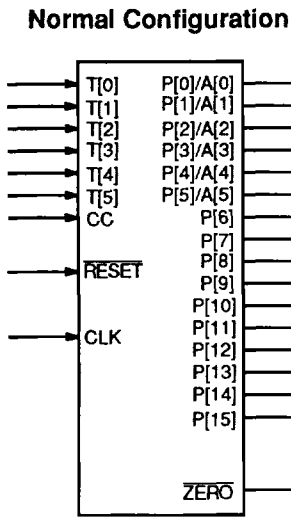 Normal Configuration
T[0] P[0]/A[0]
T[1] P[1]/A[1]
T[2] P[2]/A[2]
T[3] P[3]/A[3]
T[4] P[4]/A[4]
T[5] P[5]/A[5]
CC P[6]
P[7]
P[8]
RESET P[9]
P[10]
P[11]
CLK P[12]
P[13]
P[14]
P[15]
ZERO